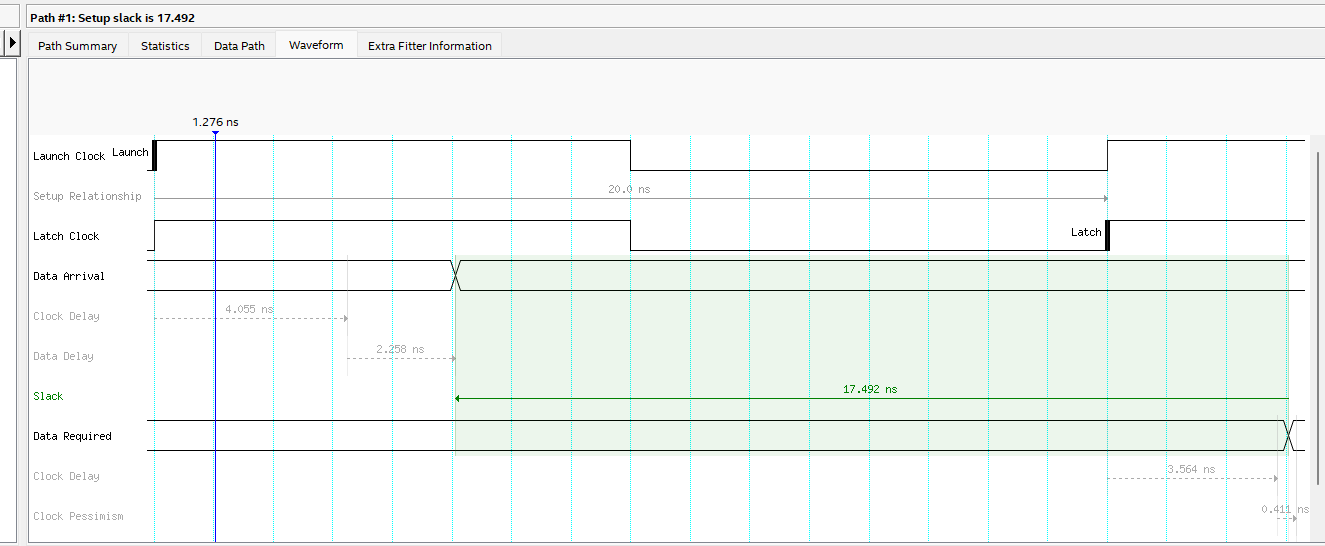 Path #1: Setup slack is 17.492
Path Summary Statistics Data Path Waveform Extra Fitter Information
1.276 ns
Launch Clock Launch
Setup Relationship 20.0 ns
Latch Clock Latch
Data Arrival
Clock Delay 4.055 ns
Data Delay 2.258 ns
Slack 17.492 ns
Data Required
Clock Delay 3.564 ns
Clock Pessimism 0.411 ns